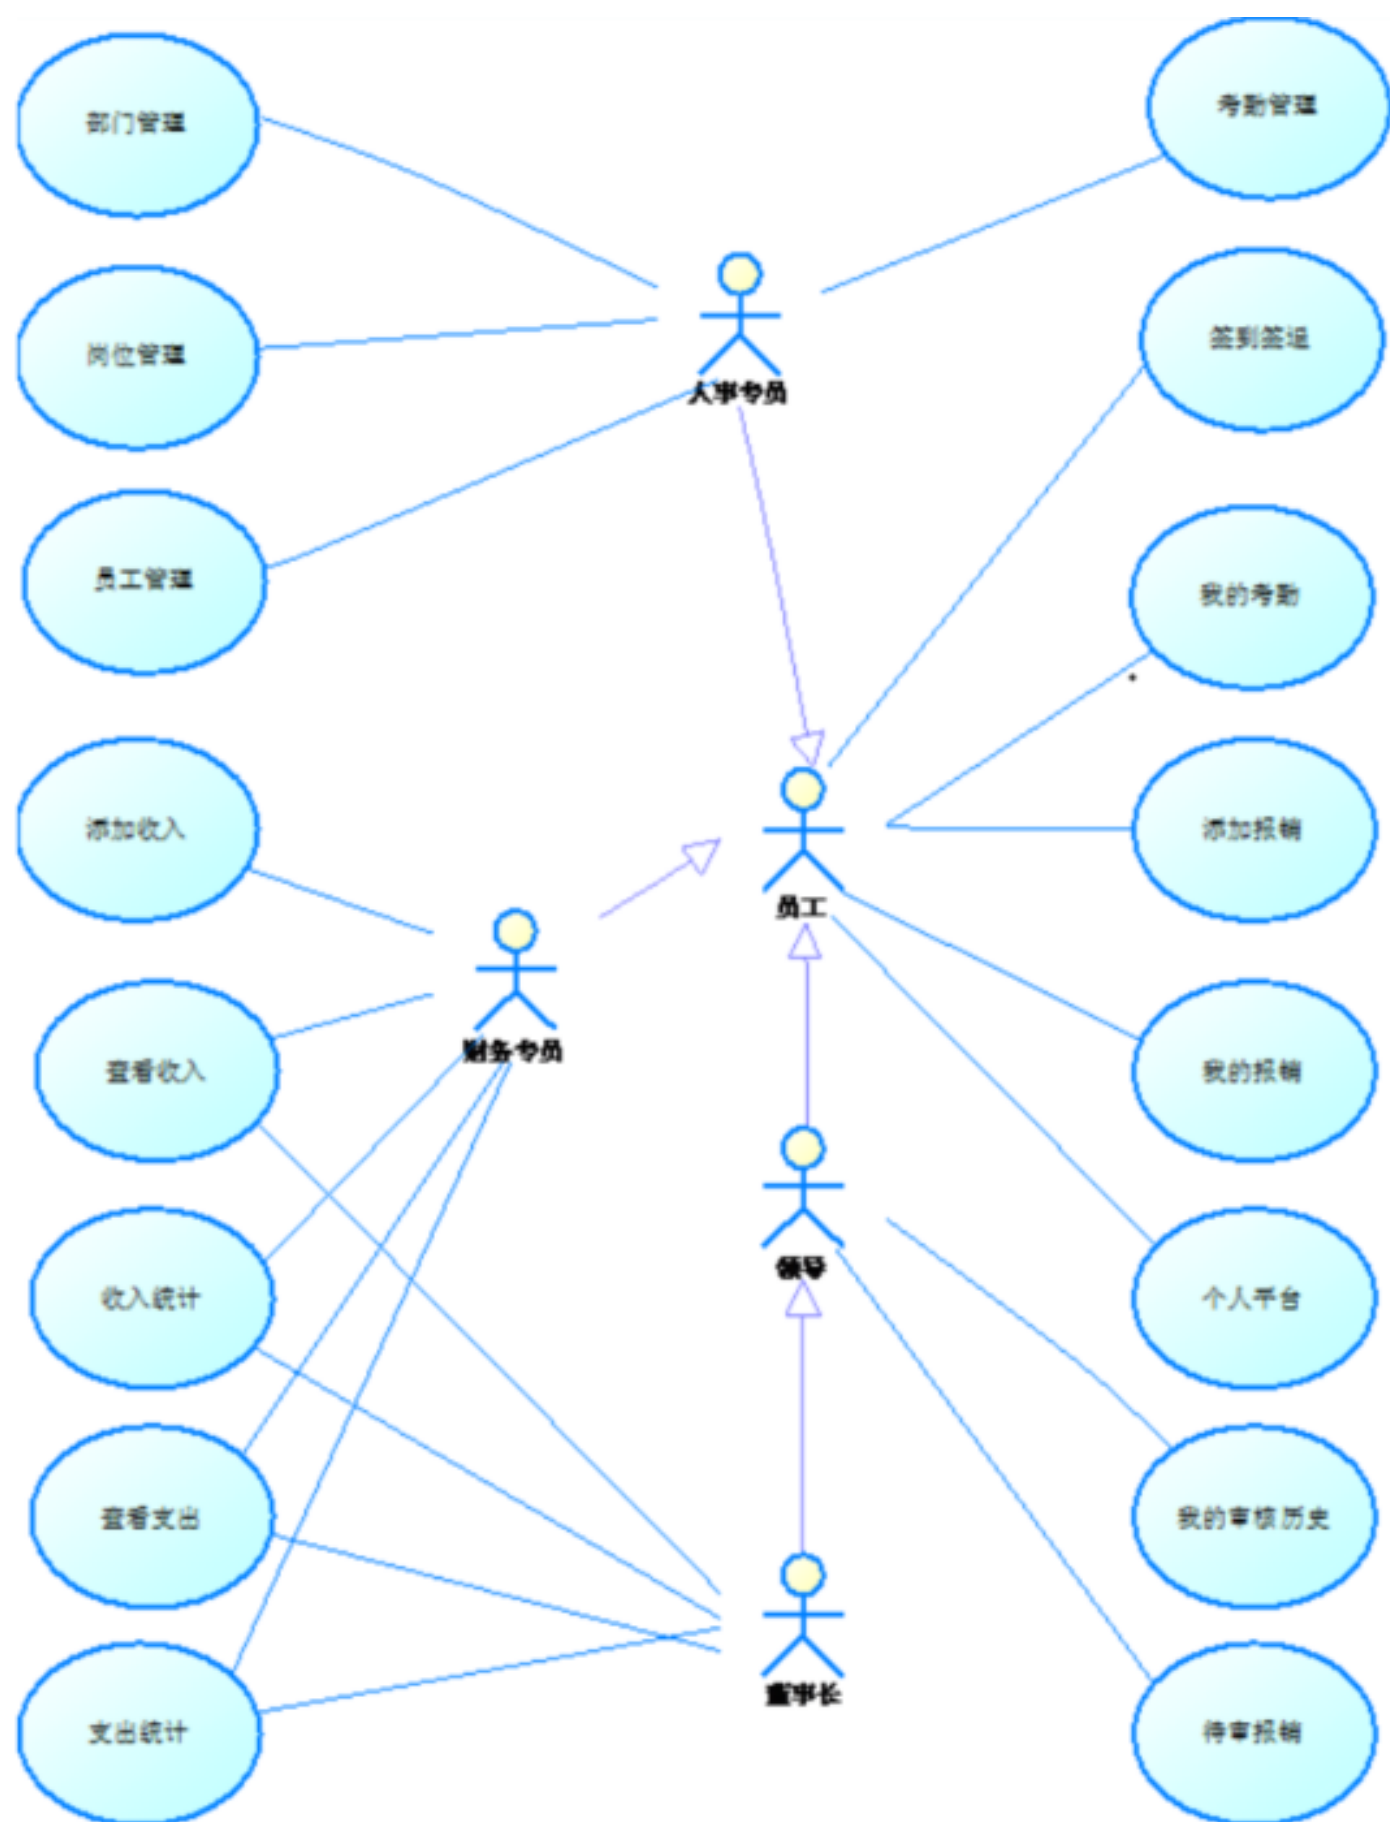 部门管理
考勤管理
签到签退
岗位管理
人事专员
员工管理
我的考勤
添加收入
添加报销
员工
财务专员
查看收入
我的报销
领导
收入统计
个人平台
查看支出
我的审核历史
董事长
支出统计
待审报销